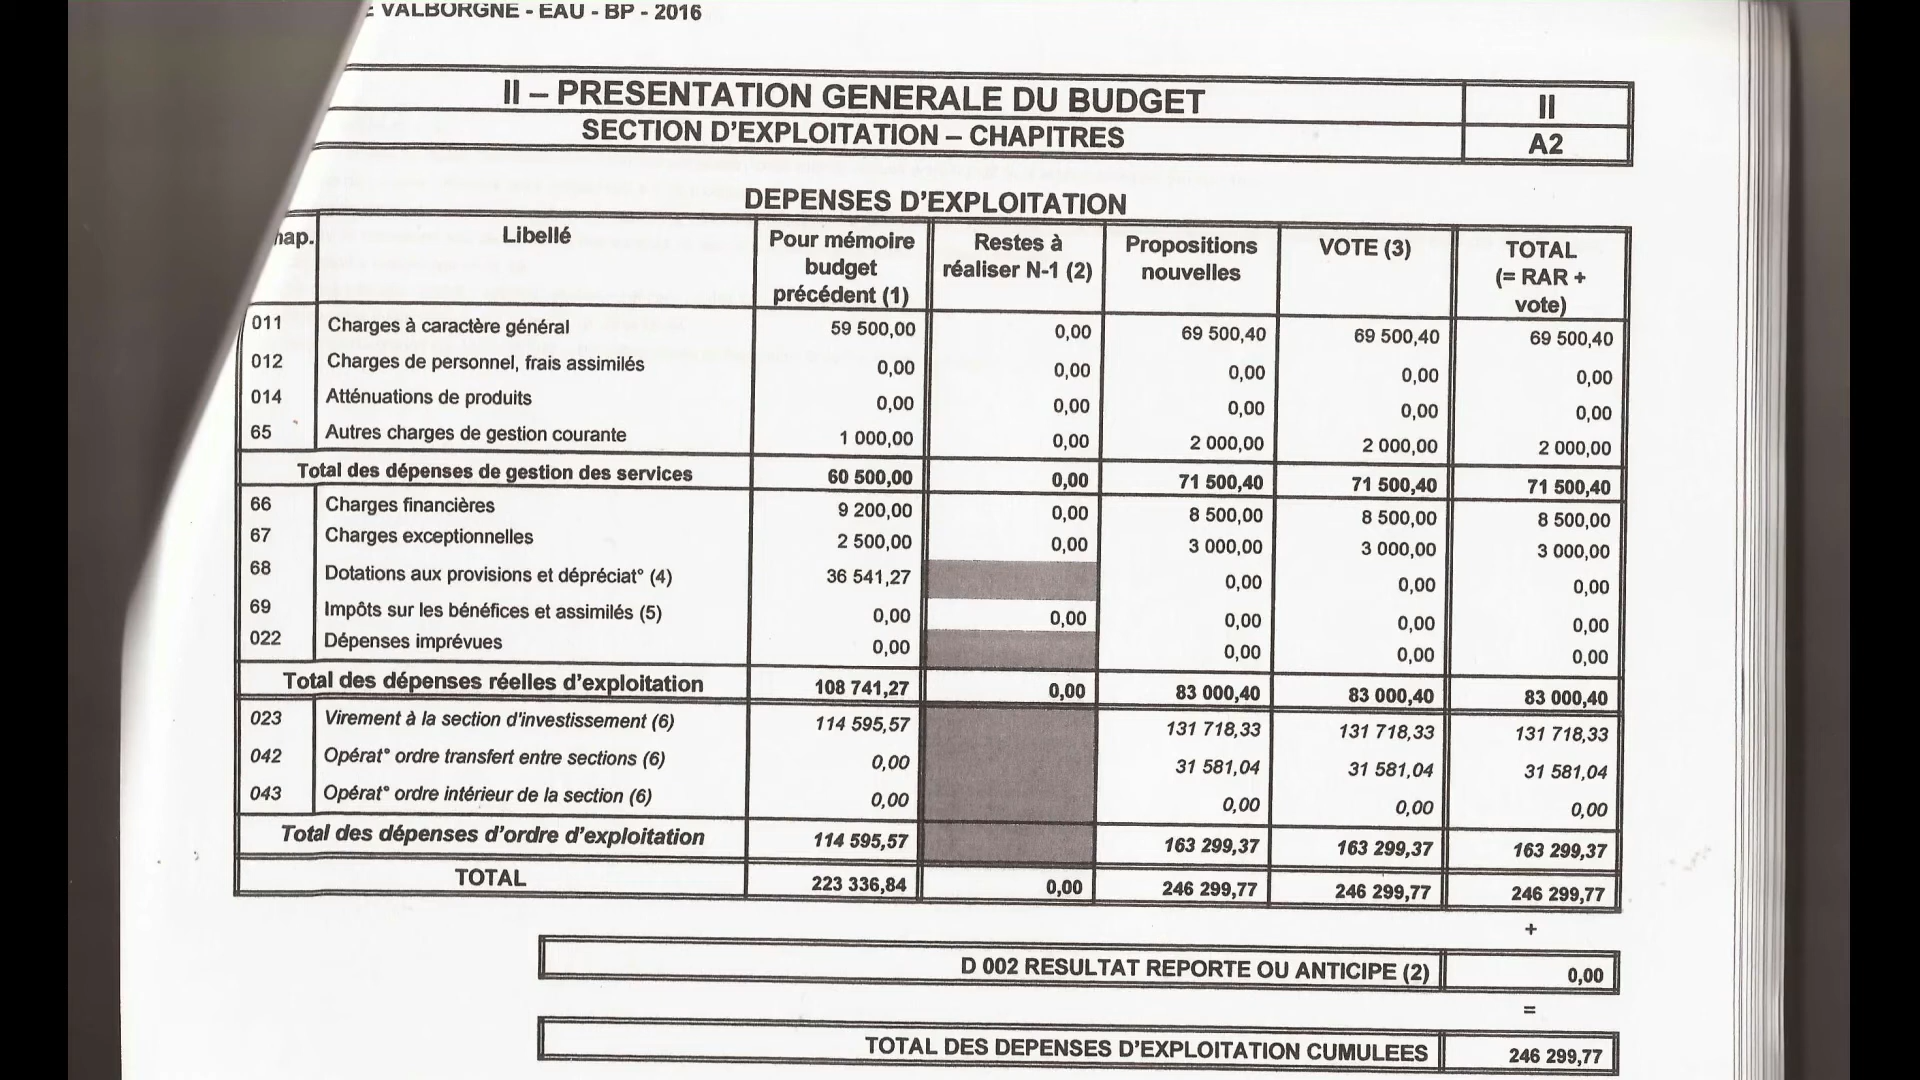 VALBORGNE - EAU - BP - 2016
II – PRESENTATION GENERALE DU BUDGET II
SECTION D'EXPLOITATION – CHAPITRES A2
DEPENSES D'EXPLOITATION
hap. Libellé Pour mémoire budget précédent (1) Restes à réaliser N-1 (2) Propositions nouvelles VOTE (3) TOTAL (= RAR + vote)
011 Charges à caractère général 59 500,00 0,00 69 500,40 69 500,40 69 500,40
012 Charges de personnel, frais assimilés 0,00 0,00 0,00 0,00 0,00
014 Atténuations de produits 0,00 0,00 0,00 0,00 0,00
65 Autres charges de gestion courante 1 000,00 0,00 2 000,00 2 000,00 2 000,00
Total des dépenses de gestion des services 60 500,00 0,00 71 500,40 71 500,40 71 500,40
66 Charges financières 9 200,00 0,00 8 500,00 8 500,00 8 500,00
67 Charges exceptionnelles 2 500,00 0,00 3 000,00 3 000,00 3 000,00
68 Dotations aux provisions et dépréciat° (4) 36 541,27 0,00 0,00 0,00
69 Impôts sur les bénéfices et assimilés (5) 0,00 0,00 0,00 0,00 0,00
022 Dépenses imprévues 0,00 0,00 0,00 0,00
Total des dépenses réelles d'exploitation 108 741,27 0,00 83 000,40 83 000,40 83 000,40
023 Virement à la section d'investissement (6) 114 595,57 131 718,33 131 718,33 131 718,33
042 Opérat° ordre transfert entre sections (6) 0,00 31 581,04 31 581,04 31 581,04
043 Opérat° ordre intérieur de la section (6) 0,00 0,00 0,00 0,00
Total des dépenses d'ordre d'exploitation 114 595,57 163 299,37 163 299,37 163 299,37
TOTAL 223 336,84 0,00 246 299,77 246 299,77 246 299,77
+
D 002 RESULTAT REPORTE OU ANTICIPE (2) 0,00
=
TOTAL DES DEPENSES D'EXPLOITATION CUMULEES 246 299,77